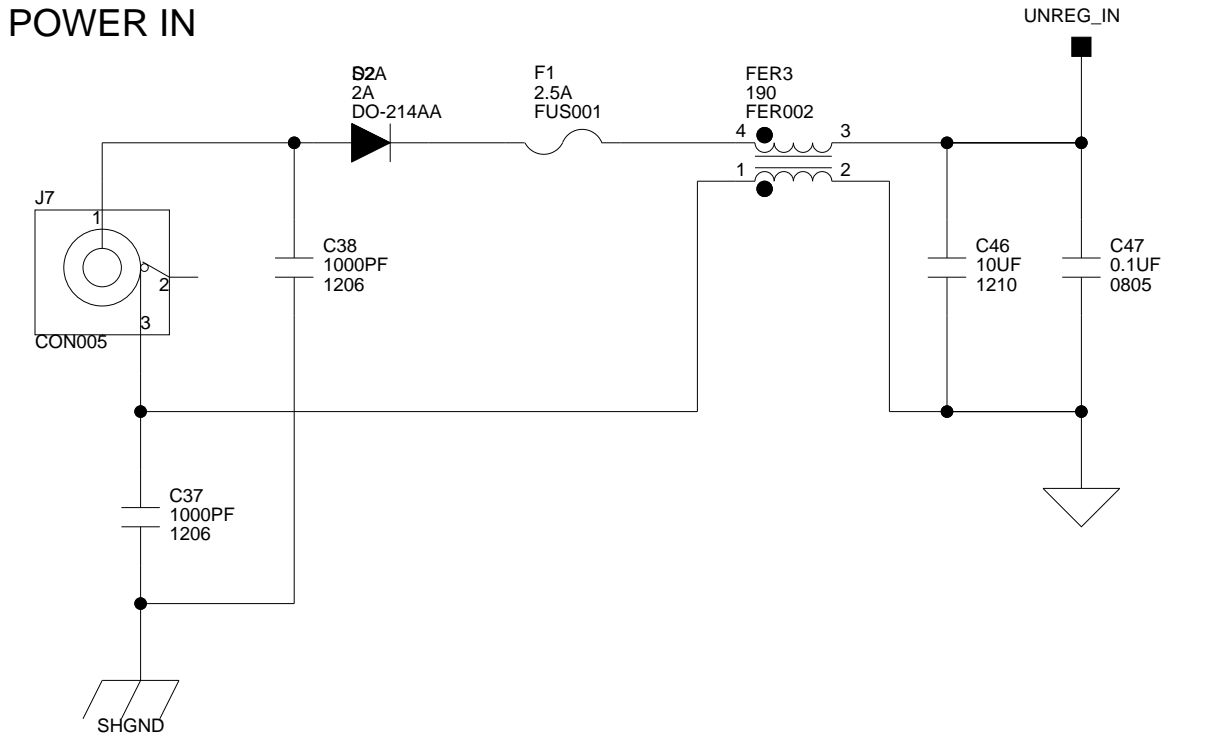 POWER IN
UNREG_IN
2A
DO-214AA
F1
2.5A
FUS001
FER3
190
FER002
4
3
1
2
J7
1
2
3
CON005
C38
1000PF
1206
C46
10UF
1210
C47
0.1UF
0805
C37
1000PF
1206
SHGND